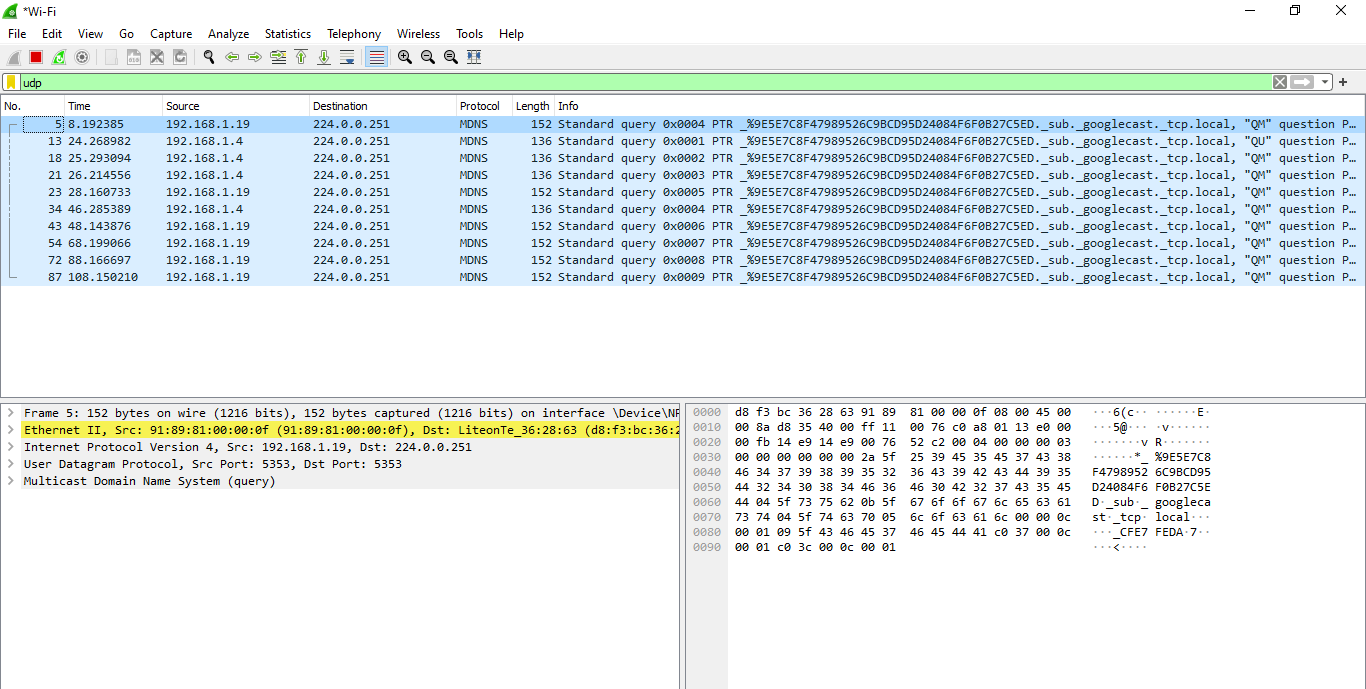 *Wi-Fi
File Edit View Go Capture Analyze Statistics Telephony Wireless Tools Help
udp
No. Time Source Destination Protocol Length Info
5 8.192385 192.168.1.19 224.0.0.251 MDNS 152 Standard query 0x0004 PTR _%9E5E7C8F47989526C9BCD95D24084F6F0B27C5ED._sub._googlecast._tcp.local, "QM" question P…
13 24.268982 192.168.1.4 224.0.0.251 MDNS 136 Standard query 0x0001 PTR _%9E5E7C8F47989526C9BCD95D24084F6F0B27C5ED._sub._googlecast._tcp.local, "QU" question P…
18 25.293094 192.168.1.4 224.0.0.251 MDNS 136 Standard query 0x0002 PTR _%9E5E7C8F47989526C9BCD95D24084F6F0B27C5ED._sub._googlecast._tcp.local, "QM" question P…
21 26.214556 192.168.1.4 224.0.0.251 MDNS 136 Standard query 0x0003 PTR _%9E5E7C8F47989526C9BCD95D24084F6F0B27C5ED._sub._googlecast._tcp.local, "QM" question P…
23 28.160733 192.168.1.19 224.0.0.251 MDNS 152 Standard query 0x0005 PTR _%9E5E7C8F47989526C9BCD95D24084F6F0B27C5ED._sub._googlecast._tcp.local, "QM" question P…
34 46.285389 192.168.1.4 224.0.0.251 MDNS 136 Standard query 0x0004 PTR _%9E5E7C8F47989526C9BCD95D24084F6F0B27C5ED._sub._googlecast._tcp.local, "QM" question P…
43 48.143876 192.168.1.19 224.0.0.251 MDNS 152 Standard query 0x0006 PTR _%9E5E7C8F47989526C9BCD95D24084F6F0B27C5ED._sub._googlecast._tcp.local, "QM" question P…
54 68.199066 192.168.1.19 224.0.0.251 MDNS 152 Standard query 0x0007 PTR _%9E5E7C8F47989526C9BCD95D24084F6F0B27C5ED._sub._googlecast._tcp.local, "QM" question P…
72 88.166697 192.168.1.19 224.0.0.251 MDNS 152 Standard query 0x0008 PTR _%9E5E7C8F47989526C9BCD95D24084F6F0B27C5ED._sub._googlecast._tcp.local, "QM" question P…
87 108.150210 192.168.1.19 224.0.0.251 MDNS 152 Standard query 0x0009 PTR _%9E5E7C8F47989526C9BCD95D24084F6F0B27C5ED._sub._googlecast._tcp.local, "QM" question P…
Frame 5: 152 bytes on wire (1216 bits), 152 bytes captured (1216 bits) on interface \Device\NF
Ethernet II, Src: 91:89:81:00:00:0f (91:89:81:00:00:0f), Dst: LiteonTe_36:28:63 (d8:f3:bc:36:2
Internet Protocol Version 4, Src: 192.168.1.19, Dst: 224.0.0.251
User Datagram Protocol, Src Port: 5353, Dst Port: 5353
Multicast Domain Name System (query)
0000 d8 f3 bc 36 28 63 91 89 81 00 00 0f 08 00 45 00 ···6(c·· ······E·
0010 00 8a d8 35 40 00 ff 11 00 76 c0 a8 01 13 e0 00 ···5@··· ·v······
0020 00 fb 14 e9 14 e9 00 76 52 c2 00 04 00 00 00 03 ·······v R·······
0030 00 00 00 00 00 00 2a 5f 25 39 45 35 45 37 43 38 ······*_ %9E5E7C8
0040 46 34 37 39 38 39 35 32 36 43 39 42 43 44 39 35 F4798952 6C9BCD95
0050 44 32 34 30 38 34 46 36 46 30 42 32 37 43 35 45 D24084F6 F0B27C5E
0060 44 04 5f 73 75 62 0b 5f 67 6f 6f 67 6c 65 63 61 D·_sub·_ googleca
0070 73 74 04 5f 74 63 70 05 6c 6f 63 61 6c 00 00 0c st·_tcp· local···
0080 00 01 09 5f 43 46 45 37 46 45 44 41 c0 37 00 0c ···_CFE7 FEDA·7··
0090 00 01 c0 3c 00 0c 00 01 ···<····